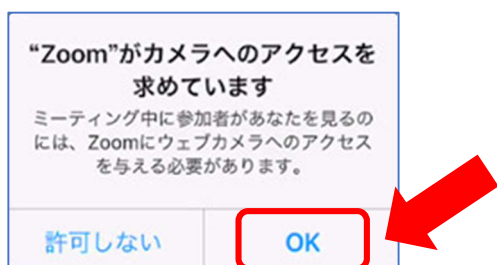 “Zoom”がカメラへのアクセスを
求めています
ミーティング中に参加者があなたを見るの
には、Zoomにウェブカメラへのアクセス
を与える必要があります。
許可しない
OK